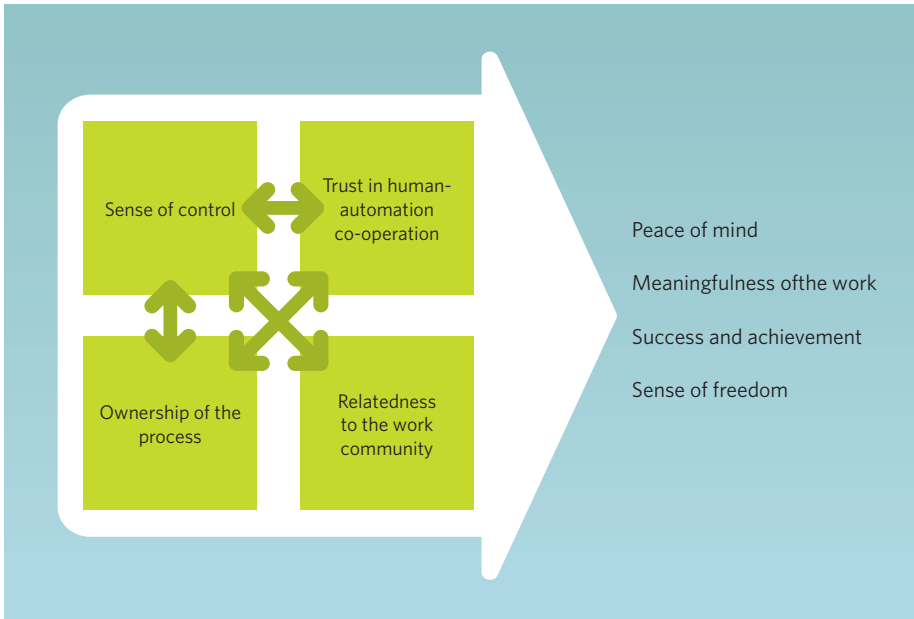 Sense of control
Trust in human-
automation
co-operation
Ownership of the
process
Relatedness
to the work
community
Peace of mind
Meaningfulness ofthe work
Success and achievement
Sense of freedom